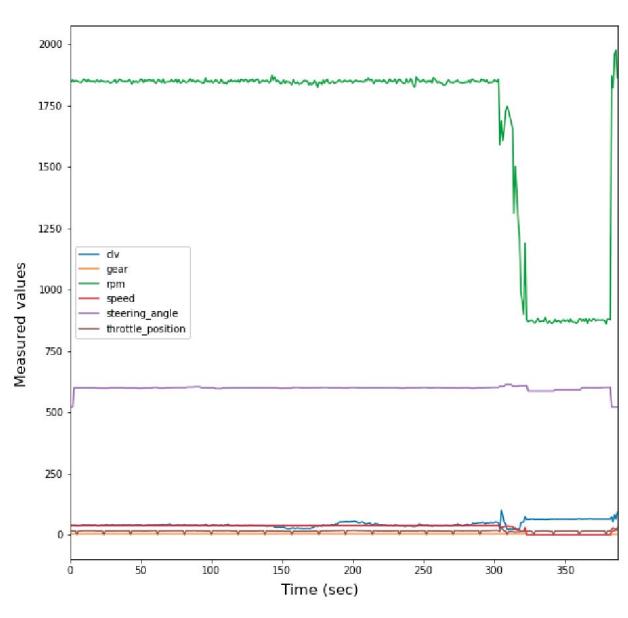 2000
1750
1500
1250
1000
750
500
250
0
Measured values
clv
gear
rpm
speed
steering_angle
throttle_position
0 50 100 150 200 250 300 350
Time (sec)